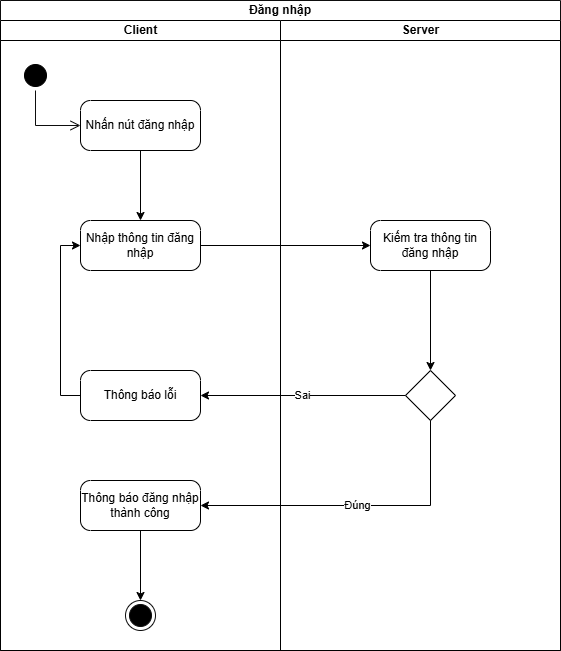 Đăng nhập
Client
Server
Nhấn nút đăng nhập
Nhập thông tin đăng
nhập
Kiểm tra thông tin
đăng nhập
Thông báo lỗi
Sai
Thông báo đăng nhập
thành công
Đúng